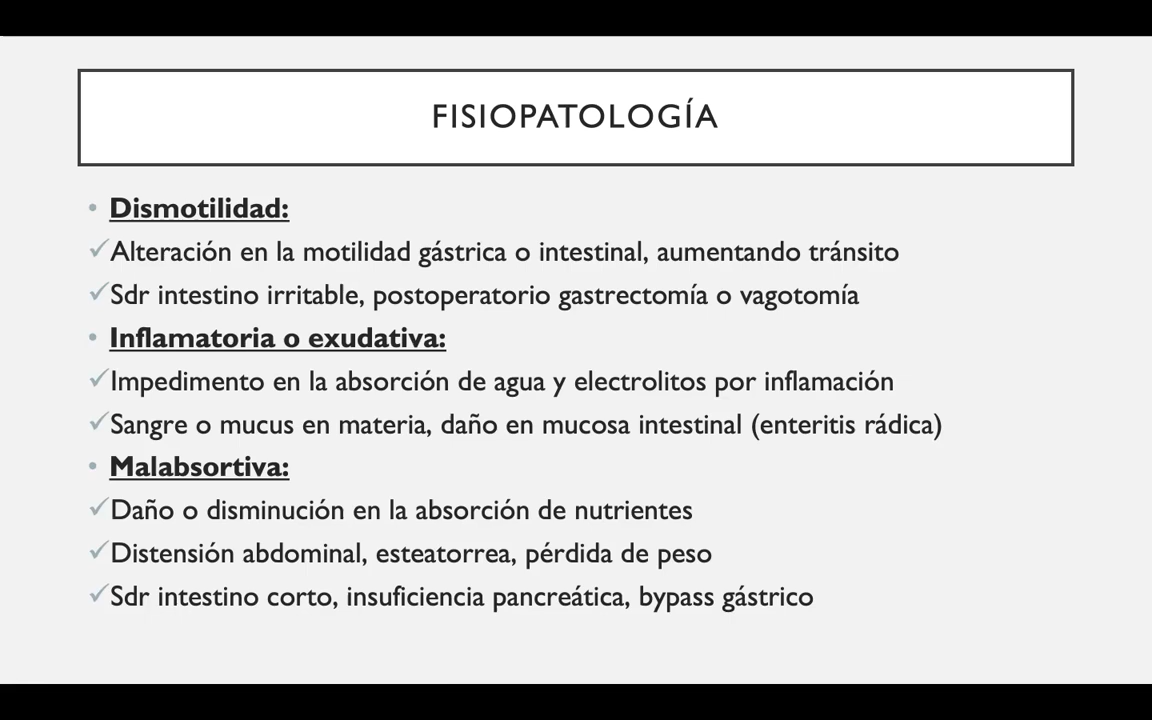 FISIOPATOLOGÍA
• Dismotilidad:
✓Alteración en la motilidad gástrica o intestinal, aumentando tránsito
✓Sdr intestino irritable, postoperatorio gastrectomía o vagotomía
• Inflamatoria o exudativa:
✓Impedimento en la absorción de agua y electrolitos por inflamación
✓Sangre o mucus en materia, daño en mucosa intestinal (enteritis rádica)
• Malabsortiva:
✓Daño o disminución en la absorción de nutrientes
✓Distensión abdominal, esteatorrea, pérdida de peso
✓Sdr intestino corto, insuficiencia pancreática, bypass gástrico